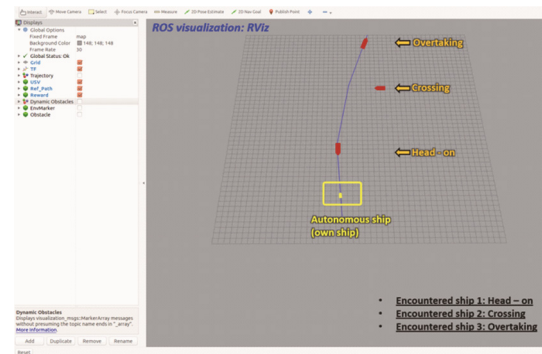 Interact Move Camera Select Focus Camera Measure 2D Pose Estimate 2D Nav Goal Publish Point
Displays
Global Options
Fixed Frame map
Background Color 148; 148; 148
Frame Rate 30
Global Status: Ok
Grid
TF
Trajectory
USV
Ref_Path
Reward
Dynamic Obstacles
EnvMarker
Obstacle
ROS visualization: RViz
Overtaking
Crossing
Head – on
Autonomous ship
(own ship)
• Encountered ship 1: Head – on
• Encountered ship 2: Crossing
• Encountered ship 3: Overtaking
Dynamic Obstacles
Displays visualization_msgs::MarkerArray messages
without presuming the topic name ends in "_array".
More Information
Add Duplicate Remove Rename
Reset